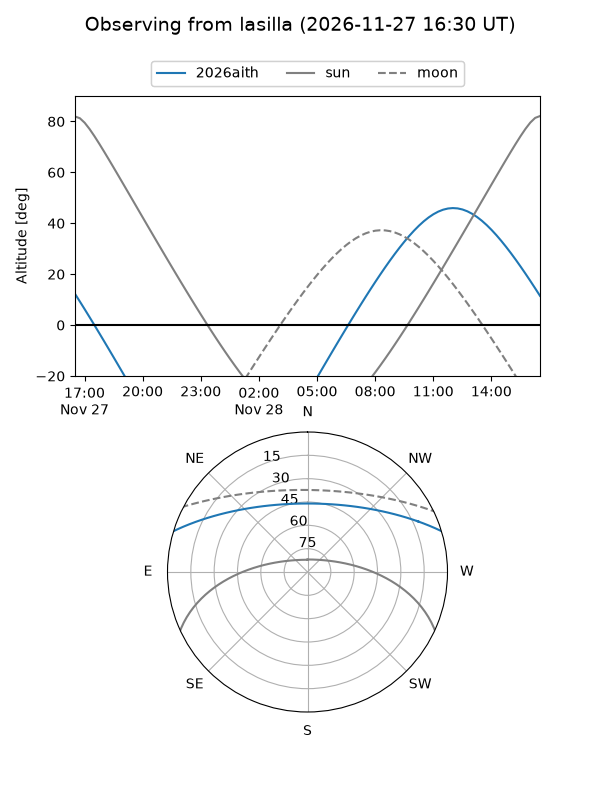 Observing from lasilla (2026-11-27 16:30 UT)
2026aith sun moon
80
60
40
20
0
−20
Altitude [deg]
17:00 20:00 23:00 02:00 05:00 08:00 11:00 14:00
Nov 27 Nov 28
N
NE NW
15
30
45
60
75
E W
SE SW
S